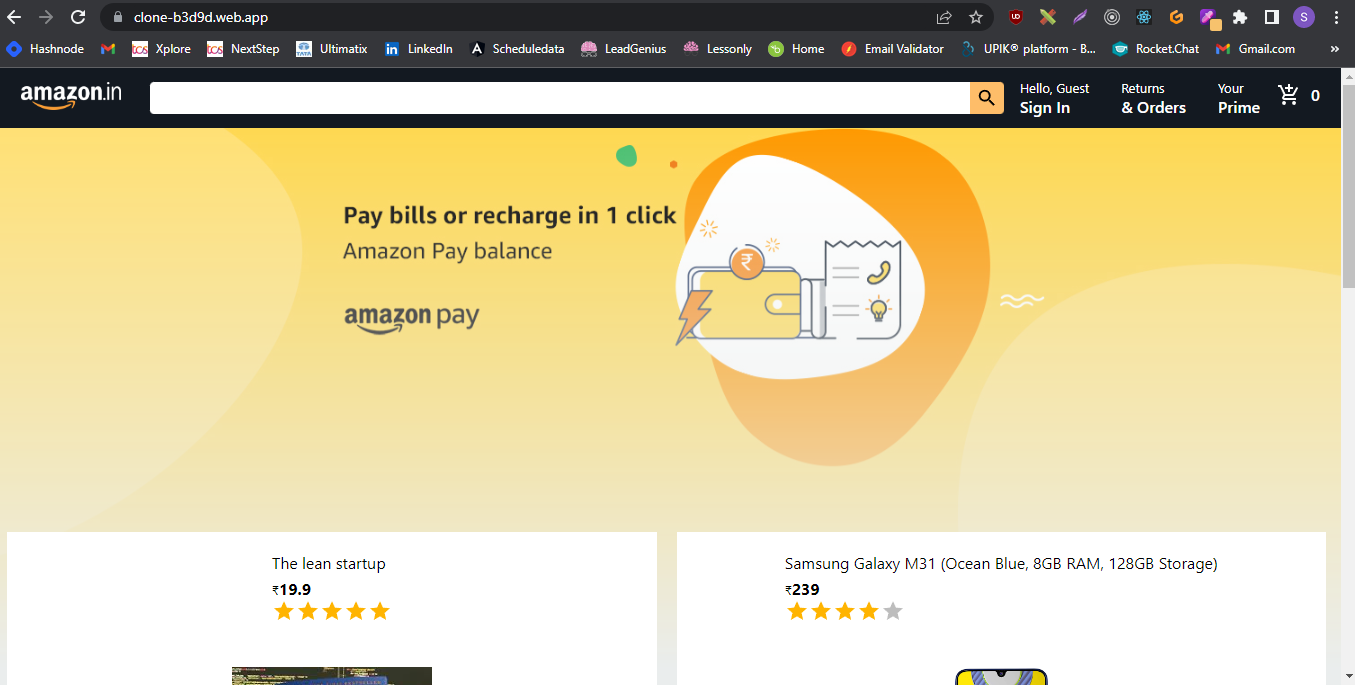 clone-b3d9d.web.app
Hashnode Xplore NextStep Ultimatix LinkedIn Scheduledata LeadGenius Lessonly Home Email Validator UPIK® platform - B... Rocket.Chat Gmail.com »
amazon.in
Hello, Guest
Sign In
Returns
& Orders
Your
Prime
0
Pay bills or recharge in 1 click
Amazon Pay balance
amazon pay
The lean startup
₹19.9
Samsung Galaxy M31 (Ocean Blue, 8GB RAM, 128GB Storage)
₹239